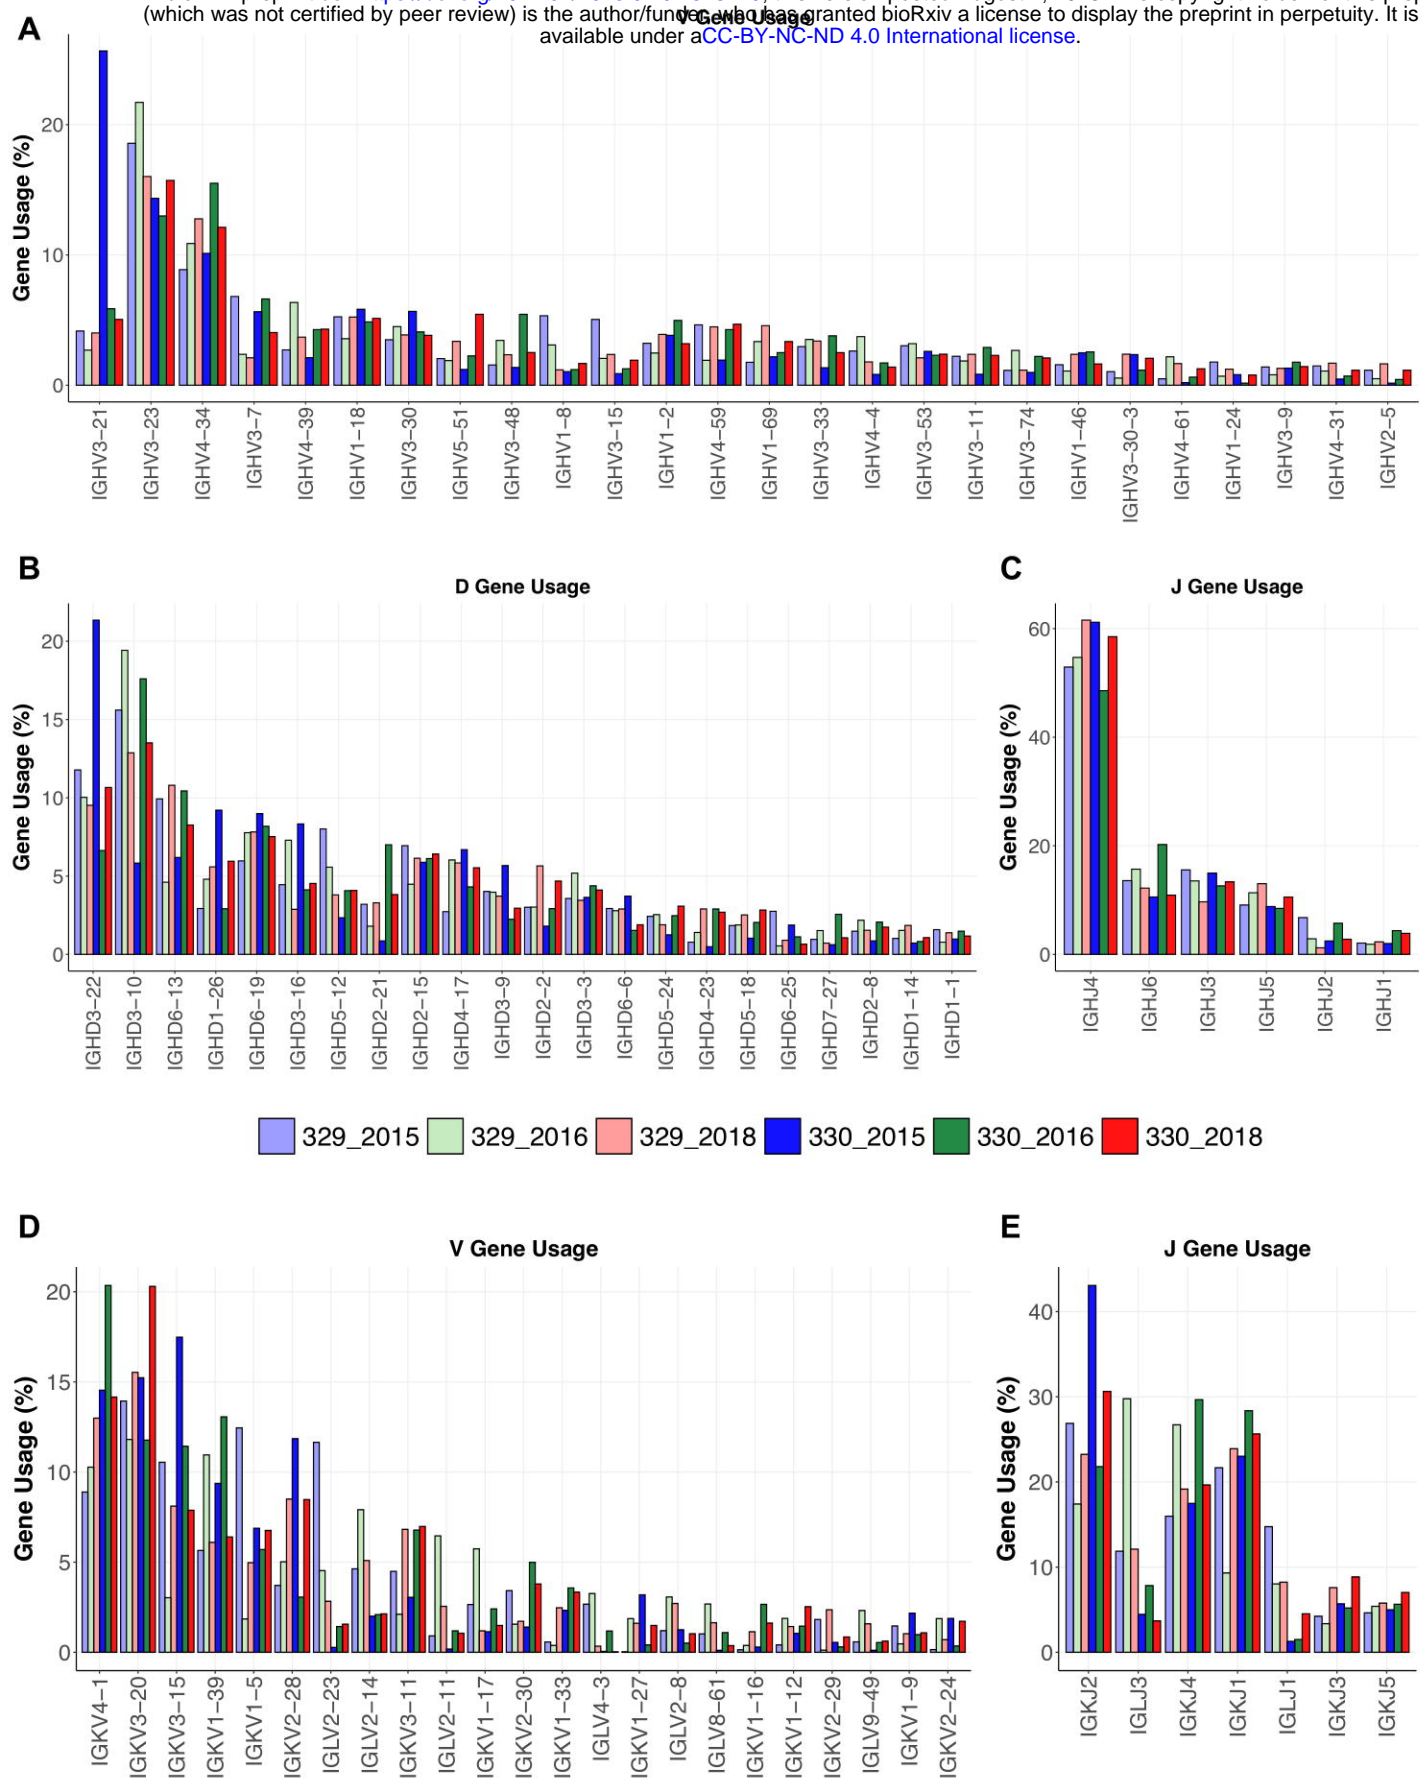 (which was not certified by peer review) is the author/funder, who has granted bioRxiv a license to display the preprint in perpetuity. It is
V Gene Usage
available under aCC-BY-NC-ND 4.0 International license.
A
Gene Usage (%)
20
10
0
IGHV3−21
IGHV3−23
IGHV4−34
IGHV3−7
IGHV4−39
IGHV1−18
IGHV3−30
IGHV5−51
IGHV3−48
IGHV1−8
IGHV3−15
IGHV1−2
IGHV4−59
IGHV1−69
IGHV3−33
IGHV4−4
IGHV3−53
IGHV3−11
IGHV3−74
IGHV1−46
IGHV3−30−3
IGHV4−61
IGHV1−24
IGHV3−9
IGHV4−31
IGHV2−5
B
D Gene Usage
Gene Usage (%)
20
15
10
5
0
IGHD3−22
IGHD3−10
IGHD6−13
IGHD1−26
IGHD6−19
IGHD3−16
IGHD5−12
IGHD2−21
IGHD2−15
IGHD4−17
IGHD3−9
IGHD2−2
IGHD3−3
IGHD6−6
IGHD5−24
IGHD4−23
IGHD5−18
IGHD6−25
IGHD7−27
IGHD2−8
IGHD1−14
IGHD1−1
C
J Gene Usage
Gene Usage (%)
60
40
20
0
IGHJ4
IGHJ6
IGHJ3
IGHJ5
IGHJ2
IGHJ1
329_2015 329_2016 329_2018 330_2015 330_2016 330_2018
D
V Gene Usage
Gene Usage (%)
20
15
10
5
0
IGKV4−1
IGKV3−20
IGKV3−15
IGKV1−39
IGKV1−5
IGKV2−28
IGLV2−23
IGLV2−14
IGKV3−11
IGLV2−11
IGKV1−17
IGKV2−30
IGKV1−33
IGLV4−3
IGKV1−27
IGLV2−8
IGLV8−61
IGKV1−16
IGKV1−12
IGKV2−29
IGLV9−49
IGKV1−9
IGKV2−24
E
J Gene Usage
Gene Usage (%)
40
30
20
10
0
IGKJ2
IGLJ3
IGKJ4
IGKJ1
IGLJ1
IGKJ3
IGKJ5